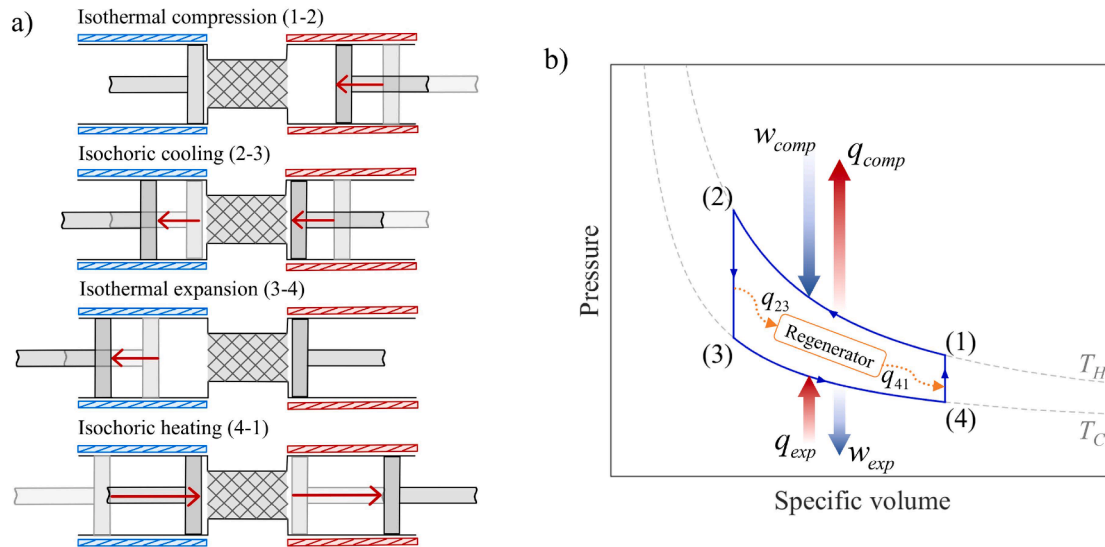 a)
Isothermal compression (1-2)
Isochoric cooling (2-3)
Isothermal expansion (3-4)
Isochoric heating (4-1)
b)
Pressure
w_comp
q_comp
(2)
q_23
Regenerator
(1)
(3)
q_41
T_H
(4)
T_C
q_exp
w_exp
Specific volume